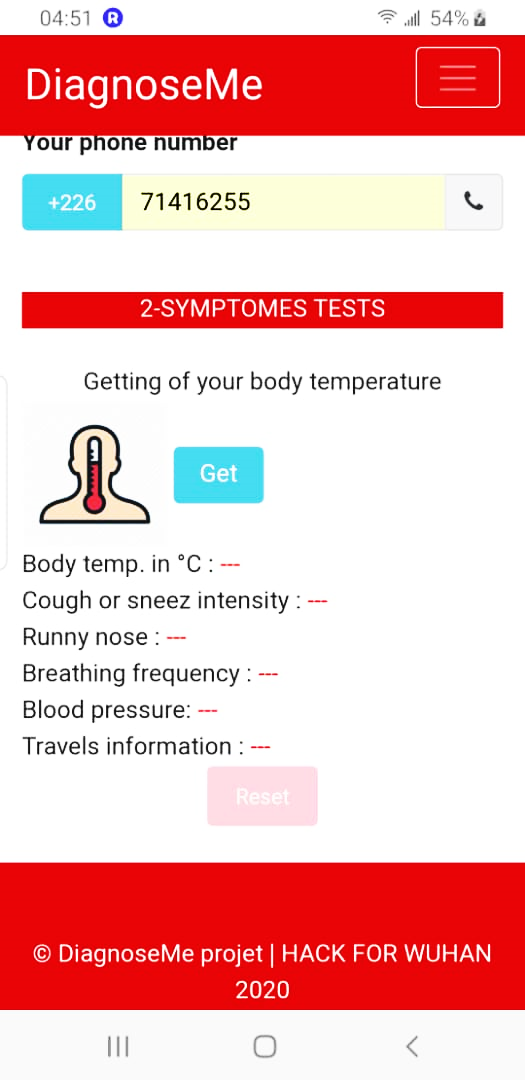 04:51 R 54%
DiagnoseMe
Your phone number
+226 71416255
2-SYMPTOMES TESTS
Getting of your body temperature
Get
Body temp. in °C : ---
Cough or sneez intensity : ---
Runny nose : ---
Breathing frequency : ---
Blood pressure: ---
Travels information : ---
Reset
© DiagnoseMe projet | HACK FOR WUHAN
2020